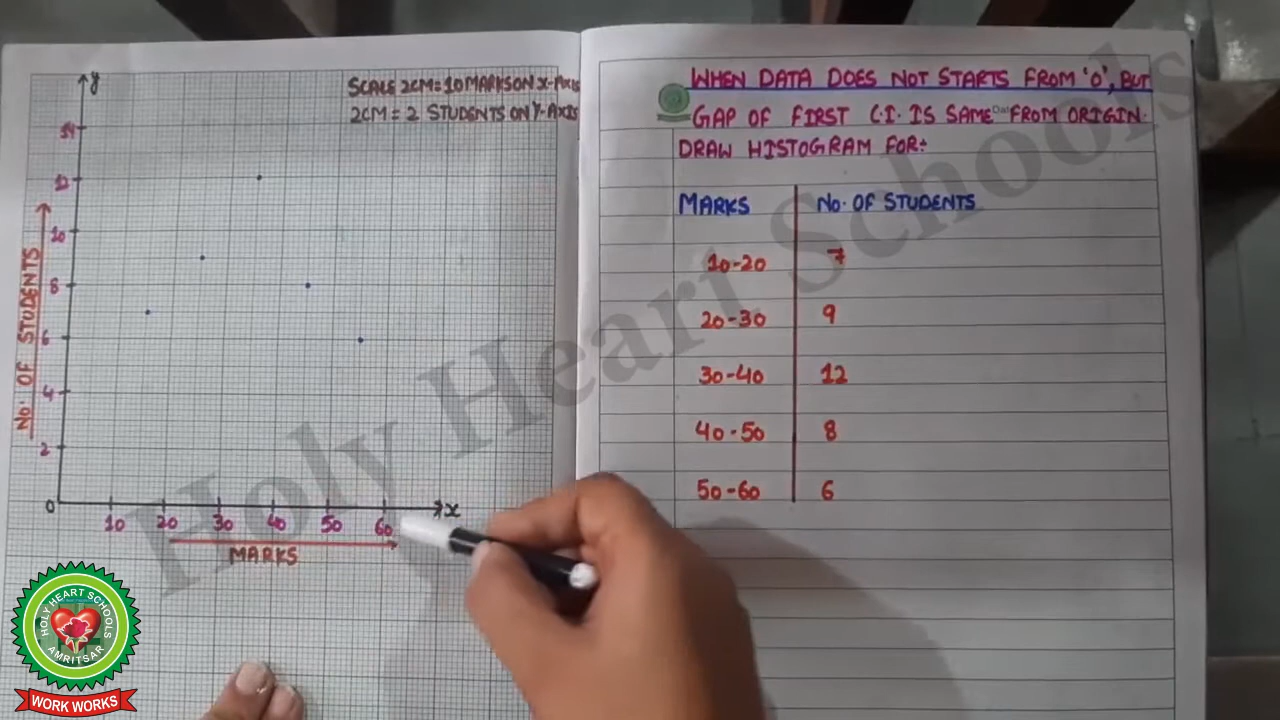 y
SCALE 2CM = 10 MARKS ON X-AXIS
2CM = 2 STUDENTS ON Y-AXIS
14
12
10
8
6
4
2
0
NO. OF STUDENTS
10 20 30 40 50 60
x
MARKS
WHEN DATA DOES NOT STARTS FROM '0', BUT
GAP OF FIRST C.I. IS SAME FROM ORIGIN.
DRAW HISTOGRAM FOR:-
MARKS NO. OF STUDENTS
10-20 7
20-30 9
30-40 12
40-50 8
50-60 6
Holy Heart Schools
HOLY HEART SCHOOLS
AMRITSAR
WORK WORKS